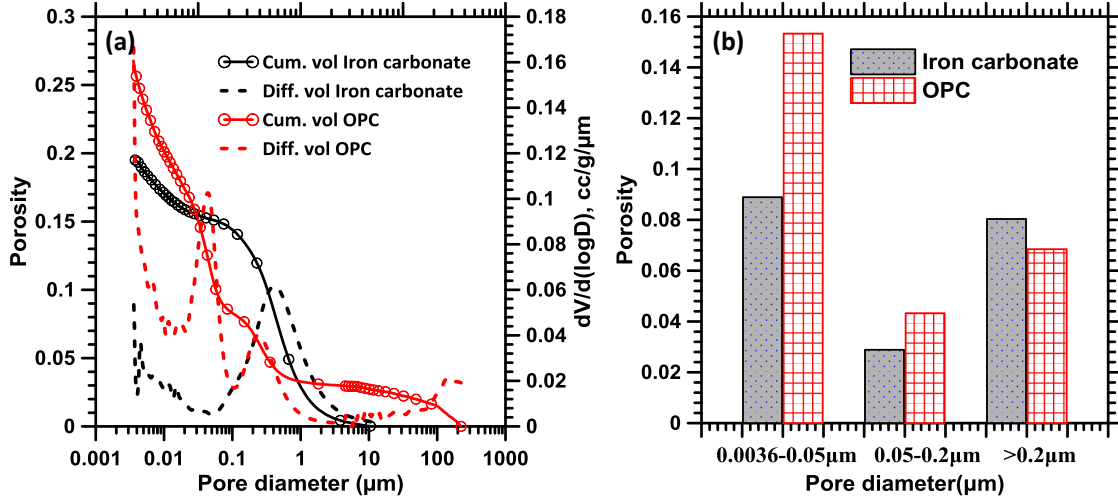 (a)
Cum. vol Iron carbonate
Diff. vol Iron carbonate
Cum. vol OPC
Diff. vol OPC
Porosity
0.3
0.25
0.2
0.15
0.1
0.05
0
0.18
0.16
0.14
0.12
0.1
0.08
0.06
0.04
0.02
0
dV/d(logD), cc/g/μm
0.001 0.01 0.1 1 10 100 1000
Pore diameter (μm)
(b)
Iron carbonate
OPC
Porosity
0.16
0.14
0.12
0.1
0.08
0.06
0.04
0.02
0
0.0036-0.05μm 0.05-0.2μm >0.2μm
Pore diameter(μm)